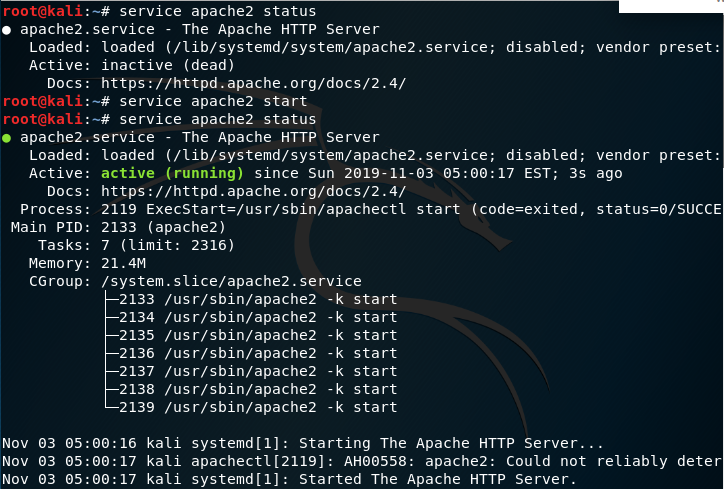 root@kali:~# service apache2 status
● apache2.service - The Apache HTTP Server
   Loaded: loaded (/lib/systemd/system/apache2.service; disabled; vendor preset:
   Active: inactive (dead)
     Docs: https://httpd.apache.org/docs/2.4/
root@kali:~# service apache2 start
root@kali:~# service apache2 status
● apache2.service - The Apache HTTP Server
   Loaded: loaded (/lib/systemd/system/apache2.service; disabled; vendor preset:
   Active: active (running) since Sun 2019-11-03 05:00:17 EST; 3s ago
     Docs: https://httpd.apache.org/docs/2.4/
  Process: 2119 ExecStart=/usr/sbin/apachectl start (code=exited, status=0/SUCCE
 Main PID: 2133 (apache2)
    Tasks: 7 (limit: 2316)
   Memory: 21.4M
   CGroup: /system.slice/apache2.service
           ├─2133 /usr/sbin/apache2 -k start
           ├─2134 /usr/sbin/apache2 -k start
           ├─2135 /usr/sbin/apache2 -k start
           ├─2136 /usr/sbin/apache2 -k start
           ├─2137 /usr/sbin/apache2 -k start
           ├─2138 /usr/sbin/apache2 -k start
           └─2139 /usr/sbin/apache2 -k start
Nov 03 05:00:16 kali systemd[1]: Starting The Apache HTTP Server...
Nov 03 05:00:17 kali apachectl[2119]: AH00558: apache2: Could not reliably deter
Nov 03 05:00:17 kali systemd[1]: Started The Apache HTTP Server.